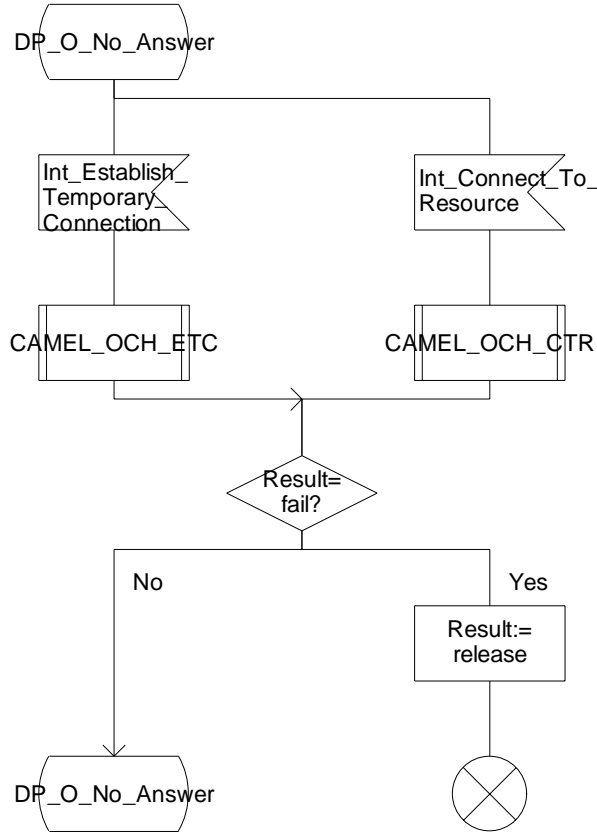 DP_O_No_Answer
Int_Establish_
Temporary_
Connection
Int_Connect_To_
Resource
CAMEL_OCH_ETC
CAMEL_OCH_CTR
Result=
fail?
No
Yes
Result:=
release
DP_O_No_Answer